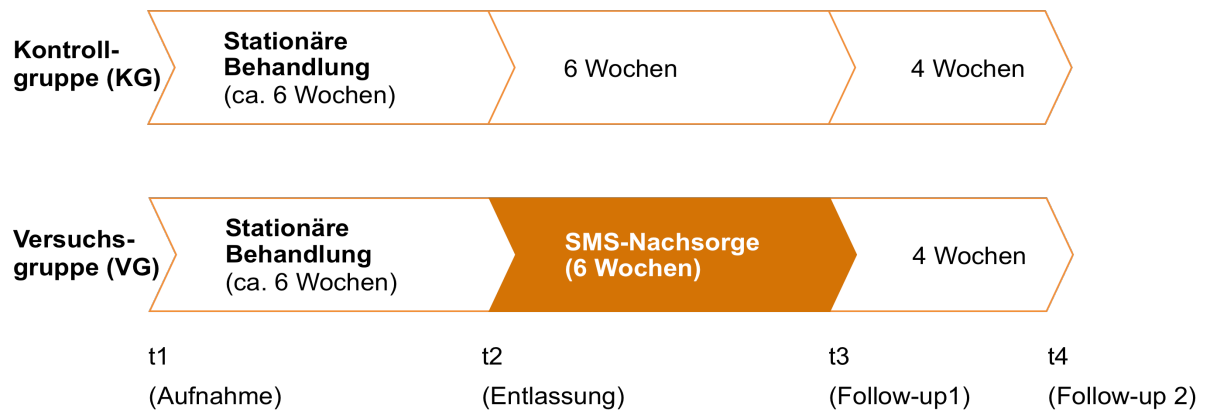 Kontroll-
gruppe (KG)
Stationäre
Behandlung
(ca. 6 Wochen)
6 Wochen
4 Wochen
Versuchs-
gruppe (VG)
Stationäre
Behandlung
(ca. 6 Wochen)
SMS-Nachsorge
(6 Wochen)
4 Wochen
t1
(Aufnahme)
t2
(Entlassung)
t3
(Follow-up1)
t4
(Follow-up 2)